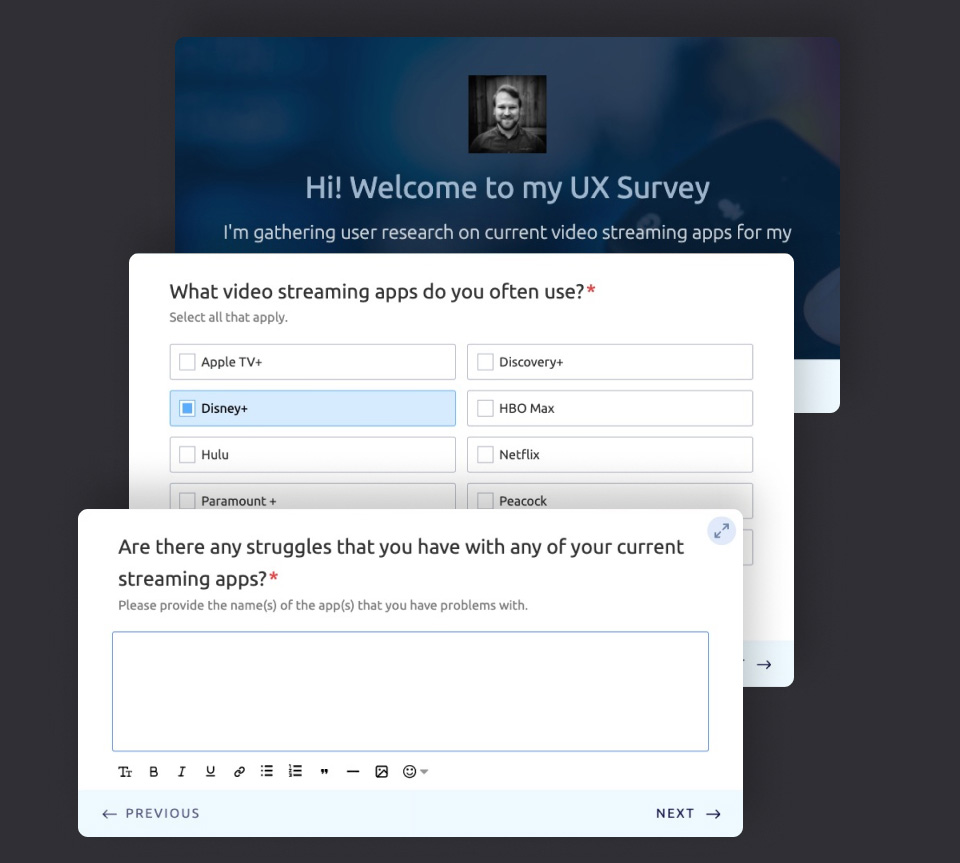 Hi! Welcome to my UX Survey
I'm gathering user research on current video streaming apps for my
What video streaming apps do you often use?*
Select all that apply.
Apple TV+
Discovery+
Disney+
HBO Max
Hulu
Netflix
Paramount +
Peacock
Are there any struggles that you have with any of your current
streaming apps?*
Please provide the name(s) of the app(s) that you have problems with.
PREVIOUS
NEXT